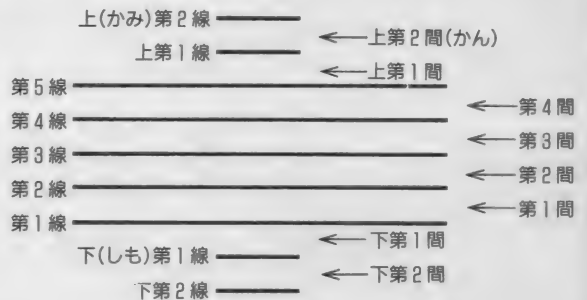 上(かみ)第2線
上第2間(かん)
上第1線
上第1間
第5線
第4間
第4線
第3間
第3線
第2間
第2線
第1間
第1線
下第1間
下(しも)第1線
下第2間
下第2線